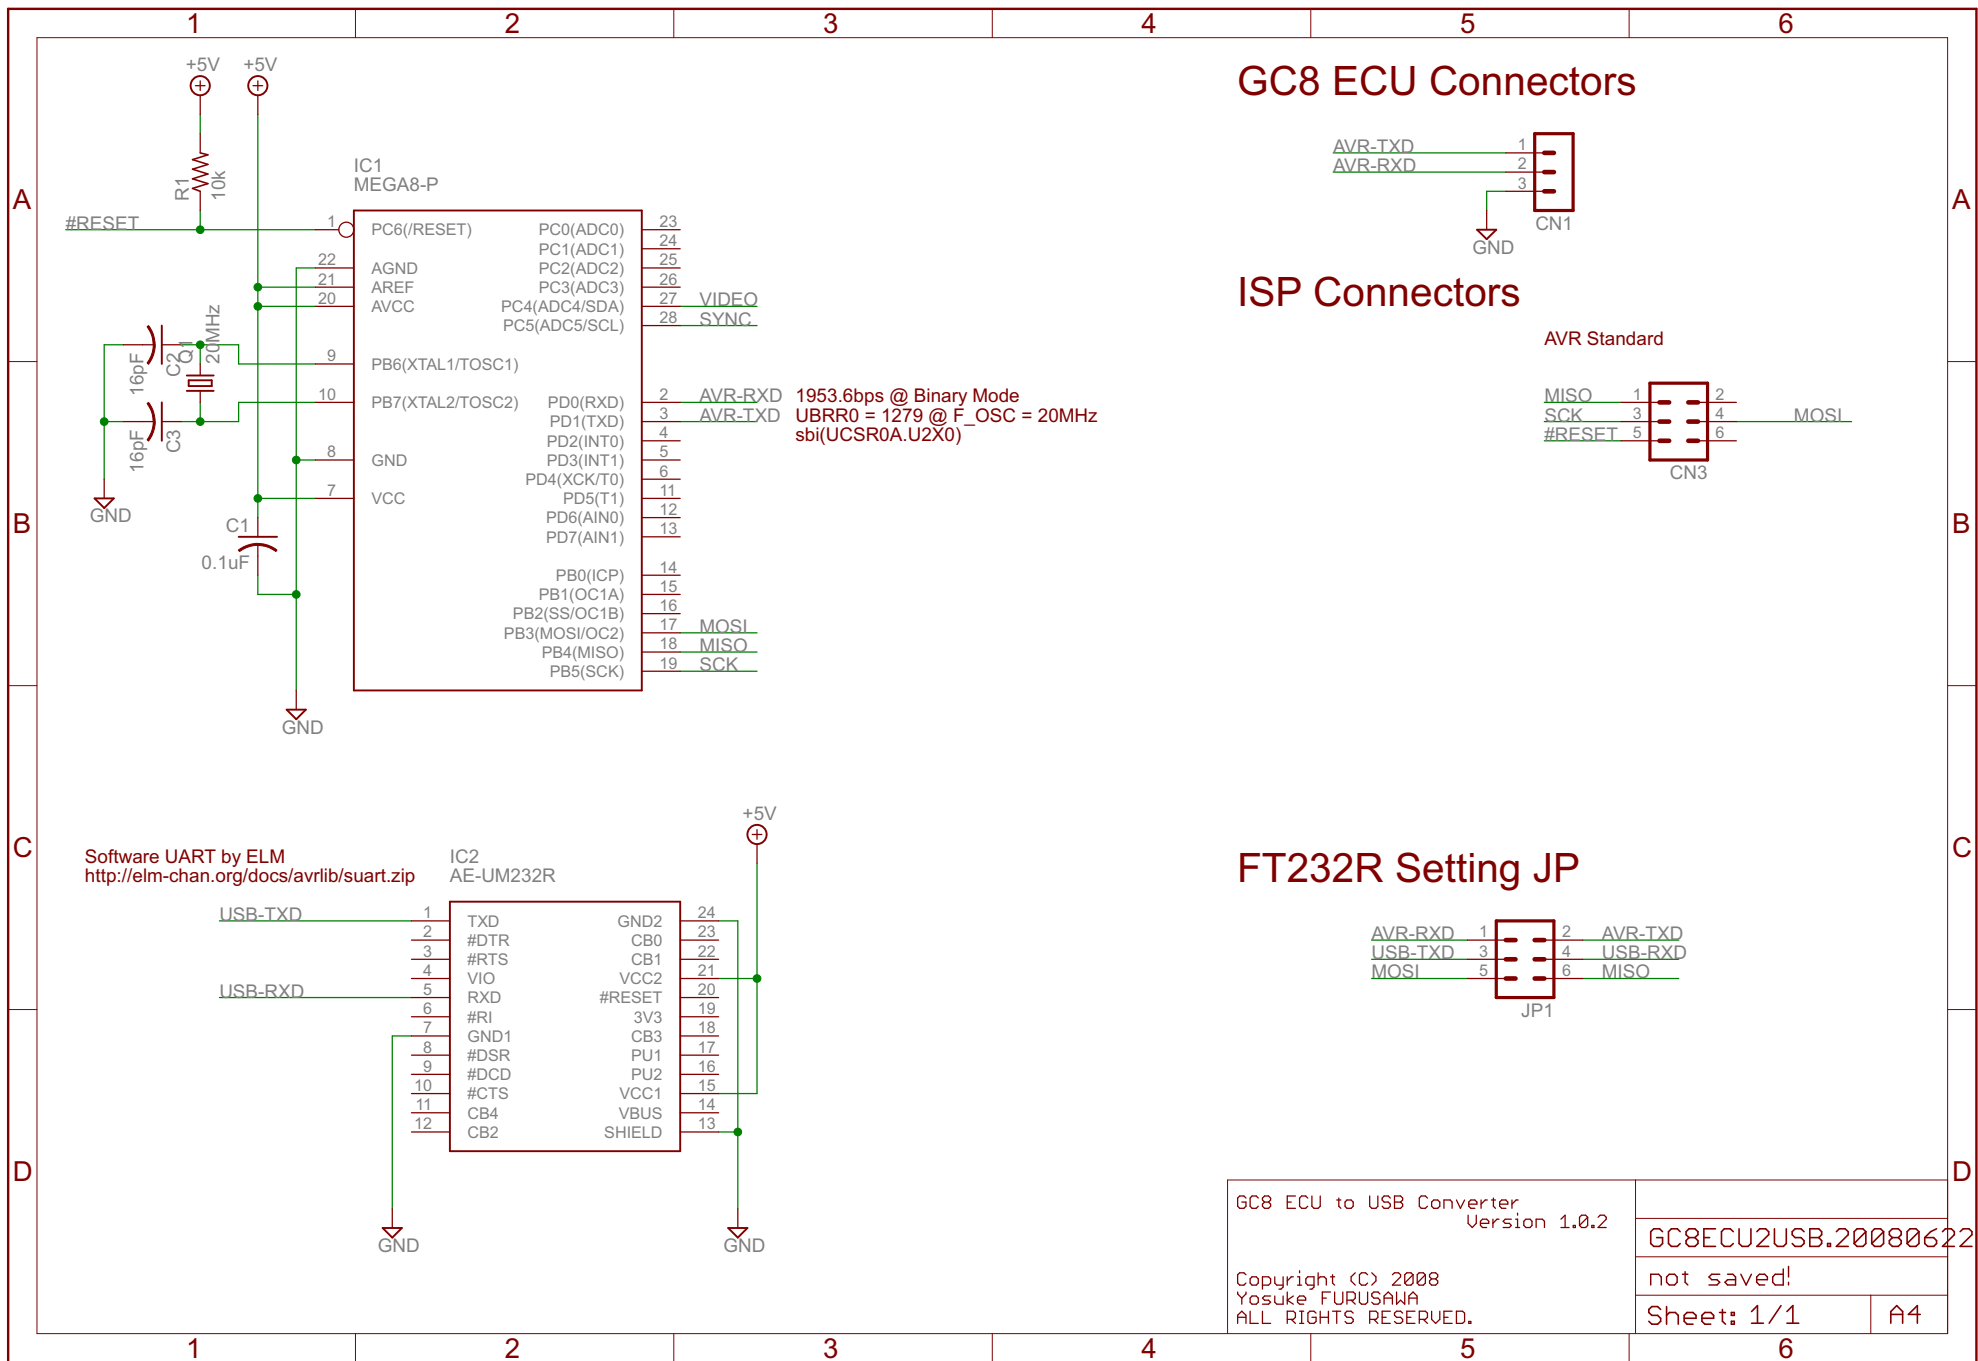 1 2 3 4 5 6
A A
B B
C C
D D
+5V +5V
R1
10k
#RESET
IC1
MEGA8-P
1 PC6(/RESET)
22 AGND
21 AREF
20 AVCC
9 PB6(XTAL1/TOSC1)
10 PB7(XTAL2/TOSC2)
8 GND
7 VCC
PC0(ADC0) 23
PC1(ADC1) 24
PC2(ADC2) 25
PC3(ADC3) 26
PC4(ADC4/SDA) 27 VIDEO
PC5(ADC5/SCL) 28 SYNC
PD0(RXD) 2 AVR-RXD
PD1(TXD) 3 AVR-TXD
PD2(INT0) 4
PD3(INT1) 5
PD4(XCK/T0) 6
PD5(T1) 11
PD6(AIN0) 12
PD7(AIN1) 13
PB0(ICP) 14
PB1(OC1A) 15
PB2(SS/OC1B) 16
PB3(MOSI/OC2) 17 MOSI
PB4(MISO) 18 MISO
PB5(SCK) 19 SCK
1953.6bps @ Binary Mode
UBRR0 = 1279 @ F_OSC = 20MHz
sbi(UCSR0A.U2X0)
16pF
C2
Q1
20MHz
16pF
C3
GND
C1
0.1uF
GND
GC8 ECU Connectors
AVR-TXD 1
AVR-RXD 2
3
CN1
GND
ISP Connectors
AVR Standard
MISO 1 2
SCK 3 4 MOSI
#RESET 5 6
CN3
Software UART by ELM
http://elm-chan.org/docs/avrlib/suart.zip
IC2
AE-UM232R
+5V
USB-TXD 1 TXD GND2 24
2 #DTR CB0 23
3 #RTS CB1 22
4 VIO VCC2 21
USB-RXD 5 RXD #RESET 20
6 #RI 3V3 19
7 GND1 CB3 18
8 #DSR PU1 17
9 #DCD PU2 16
10 #CTS VCC1 15
11 CB4 VBUS 14
12 CB2 SHIELD 13
GND GND
FT232R Setting JP
AVR-RXD 1 2 AVR-TXD
USB-TXD 3 4 USB-RXD
MOSI 5 6 MISO
JP1
GC8 ECU to USB Converter
Version 1.0.2
Copyright (C) 2008
Yosuke FURUSAWA
ALL RIGHTS RESERVED.
GC8ECU2USB.20080622
not saved!
Sheet: 1/1 A4
1 2 3 4 5 6